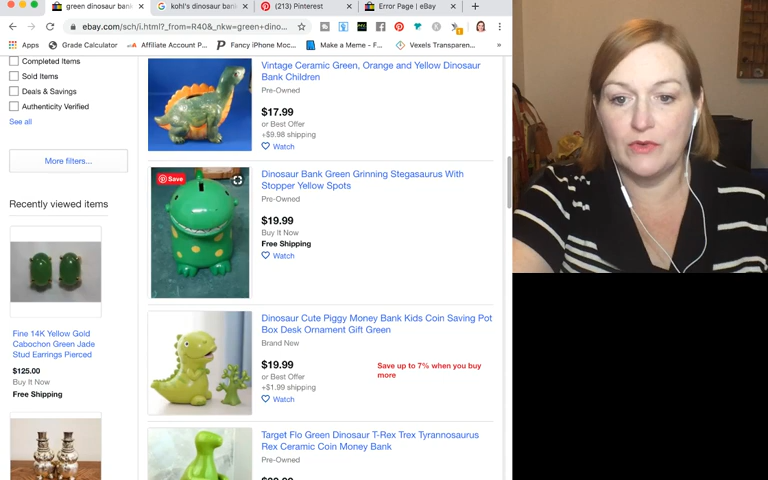 green dinosaur ban
kohl's dinosaur ban
(213) Pinterest
Error Page | eBay
ebay.com/sch/i.html?_from=R40&_nkw=green+dino...
Apps
Grade Calculator
Affiliate Account P...
Fancy iPhone Moc...
Make a Meme - F...
Vexels Transparen...
Completed Items
Sold Items
Deals & Savings
Authenticity Verified
See all
More filters...
Recently viewed items
Fine 14K Yellow Gold
Cabochon Green Jade
Stud Earrings Pierced
$125.00
Buy It Now
Free Shipping
Vintage Ceramic Green, Orange and Yellow Dinosaur
Bank Children
Pre-Owned
$17.99
or Best Offer
+$9.98 shipping
Watch
Save
Dinosaur Bank Green Grinning Stegasaurus With
Stopper Yellow Spots
Pre-Owned
$19.99
Buy It Now
Free Shipping
Watch
Dinosaur Cute Piggy Money Bank Kids Coin Saving Pot
Box Desk Ornament Gift Green
Brand New
$19.99
or Best Offer
+$1.99 shipping
Watch
Save up to 7% when you buy
more
Target Flo Green Dinosaur T-Rex Trex Tyrannosaurus
Rex Ceramic Coin Money Bank
Pre-Owned